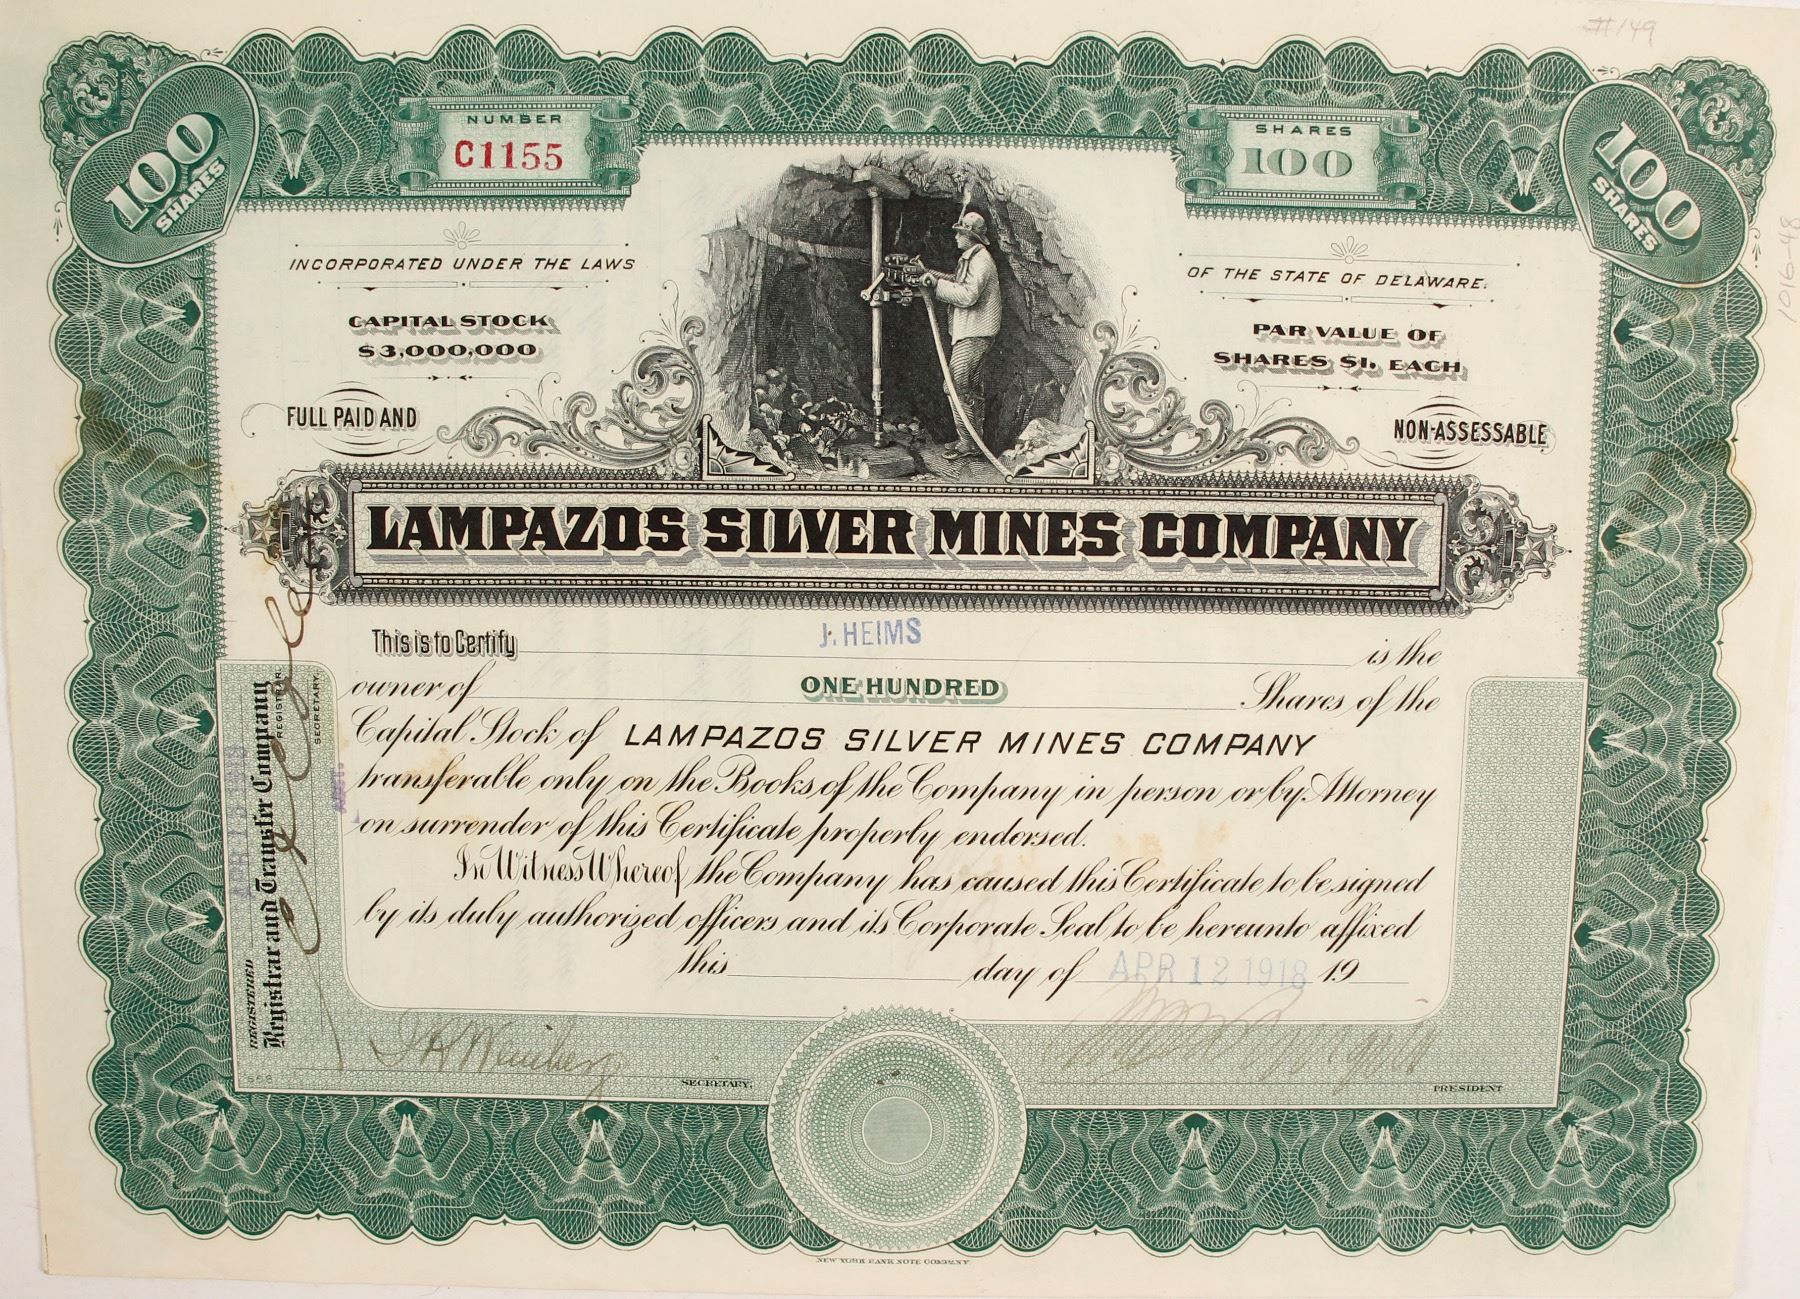 #149
1916-48
NUMBER
C1155
SHARES
100
100
SHARES
100
SHARES
INCORPORATED UNDER THE LAWS
OF THE STATE OF DELAWARE.
CAPITAL STOCK
$3,000,000
PAR VALUE OF
SHARES $1, EACH
FULL PAID AND
NON-ASSESSABLE
LAMPAZOS SILVER MINES COMPANY
This is to Certify J. HEIMS is the
owner of ONE HUNDRED Shares of the
Capital Stock of LAMPAZOS SILVER MINES COMPANY
transferable only on the Books of the Company in person or by Attorney
on surrender of this Certificate properly endorsed.
In Witness Whereof the Company has caused this Certificate to be signed
by its duly authorized officers and its Corporate Seal to be hereunto affixed
this day of APR 12 1918 19
REGISTERED
Registrar and Transfer Company
REGISTRAR
ASST.
SECRETARY
SECRETARY.
PRESIDENT
NEW YORK BANK NOTE COMPANY